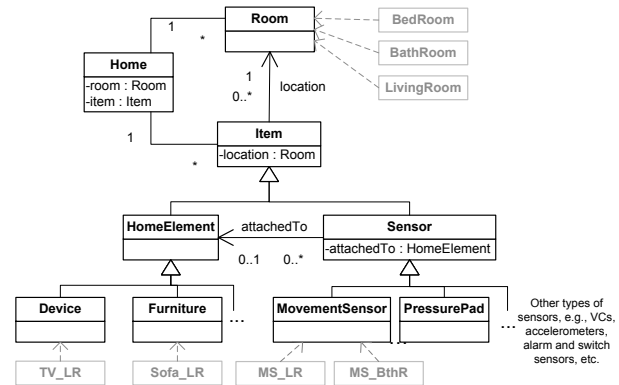 Room
BedRoom
BathRoom
LivingRoom
1
*
Home
-room : Room
-item : Item
1
0..*
location
1
*
Item
-location : Room
HomeElement
attachedTo
0..1
0..*
Sensor
-attachedTo : HomeElement
Device
Furniture
...
MovementSensor
...
PressurePad
...
Other types of
sensors, e.g., VCs,
accelerometers,
alarm and switch
sensors, etc.
TV_LR
Sofa_LR
MS_LR
MS_BthR